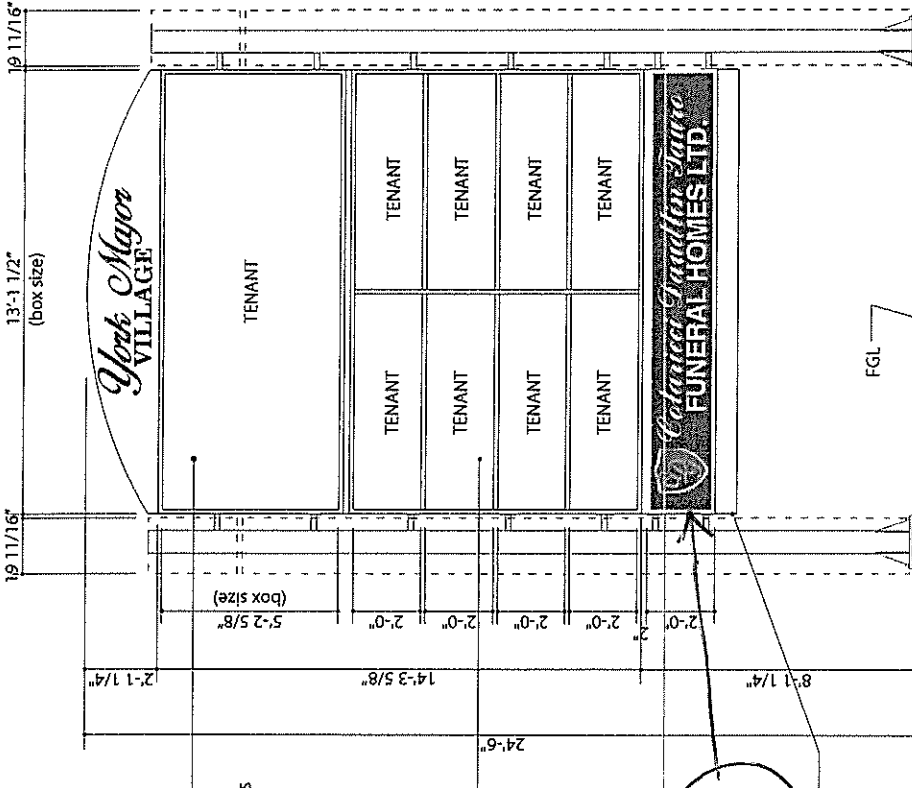 19 11/16"
13'-1 1/2"
(box size)
19 11/16"
York Major
VILLAGE
TENANT
TENANT
TENANT
TENANT
TENANT
TENANT
TENANT
TENANT
TENANT
FUNERAL HOMES LTD.
FGL
5'-2 5/8"
(box size)
2'-0"
2'-0"
2'-0"
2'-0"
2"
2'-0"
2'-1 1/4"
14'-3 5/8"
8'-1 1/4"
24'-6"